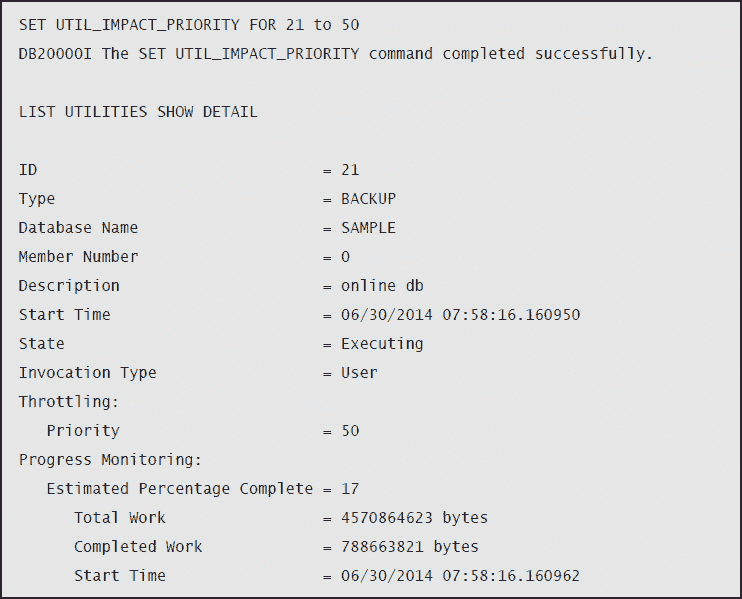 SET UTIL_IMPACT_PRIORITY FOR 21 to 50
DB20000I The SET UTIL_IMPACT_PRIORITY command completed successfully.
LIST UTILITIES SHOW DETAIL
ID = 21
Type = BACKUP
Database Name = SAMPLE
Member Number = 0
Description = online db
Start Time = 06/30/2014 07:58:16.160950
State = Executing
Invocation Type = User
Throttling:
Priority = 50
Progress Monitoring:
Estimated Percentage Complete = 17
Total Work = 4570864623 bytes
Completed Work = 788663821 bytes
Start Time = 06/30/2014 07:58:16.160962